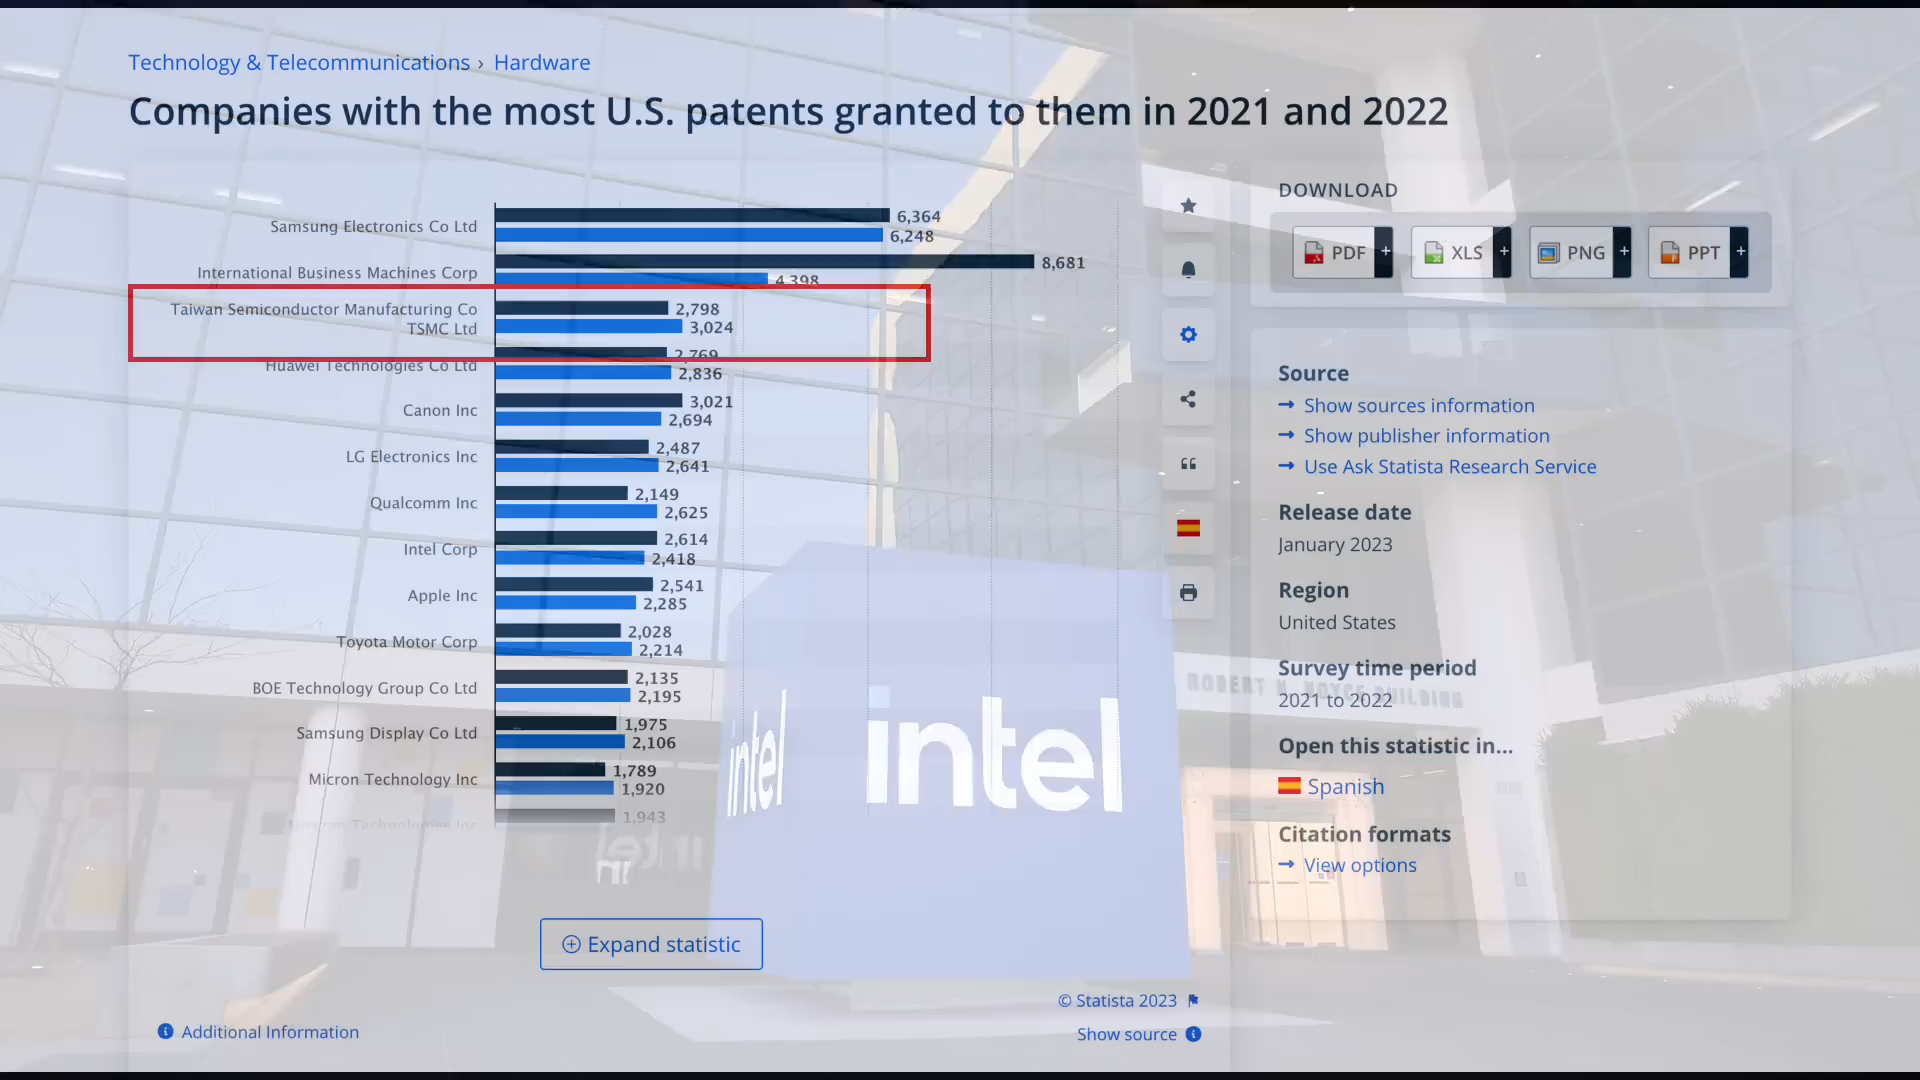 Technology & Telecommunications › Hardware
Companies with the most U.S. patents granted to them in 2021 and 2022
Samsung Electronics Co Ltd
6,364
6,248
International Business Machines Corp
8,681
4,398
Taiwan Semiconductor Manufacturing Co
TSMC Ltd
2,798
3,024
Huawei Technologies Co Ltd
2,769
2,836
Canon Inc
3,021
2,694
LG Electronics Inc
2,487
2,641
Qualcomm Inc
2,149
2,625
Intel Corp
2,614
2,418
Apple Inc
2,541
2,285
Toyota Motor Corp
2,028
2,214
BOE Technology Group Co Ltd
2,135
2,195
Samsung Display Co Ltd
1,975
2,106
Micron Technology Inc
1,789
1,920
1,943
Expand statistic
Additional Information
© Statista 2023
Show source
DOWNLOAD
PDF +
XLS +
PNG +
PPT +
Source
Show sources information
Show publisher information
Use Ask Statista Research Service
Release date
January 2023
Region
United States
Survey time period
2021 to 2022
Open this statistic in...
Spanish
Citation formats
View options
ROBERT N. NOYCE BUILDING
intel
intel